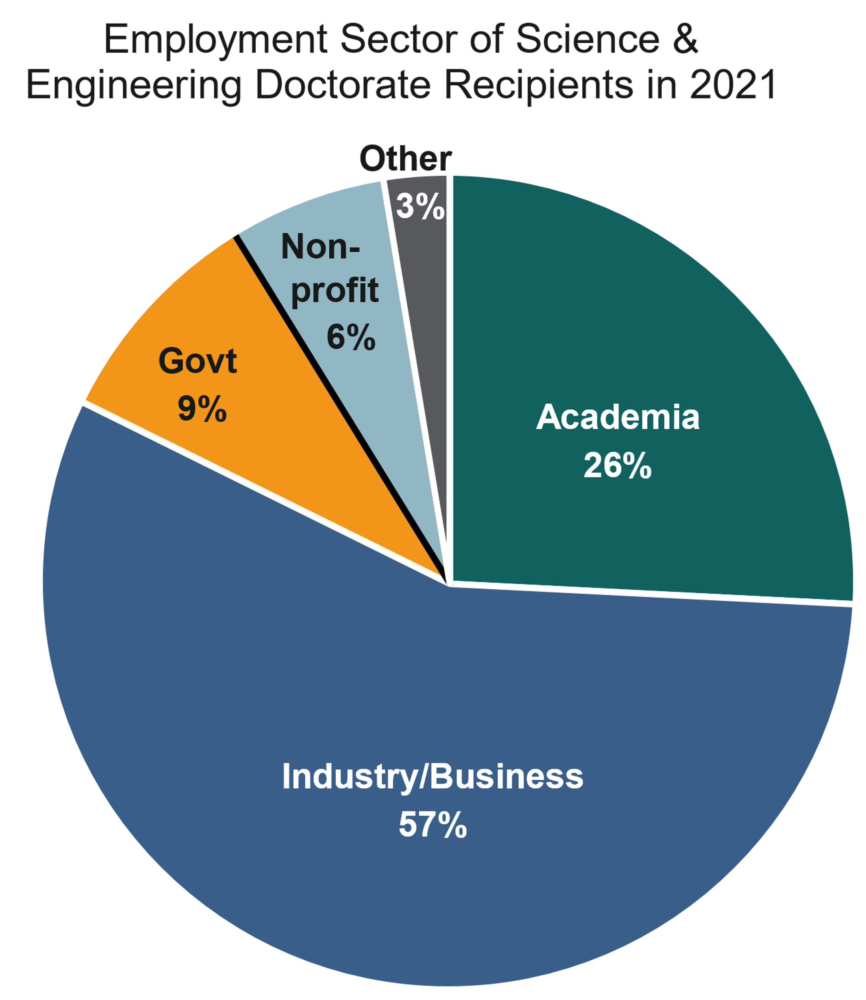 Employment Sector of Science &
Engineering Doctorate Recipients in 2021
Other
3%
Non-
profit
6%
Govt
9%
Academia
26%
Industry/Business
57%